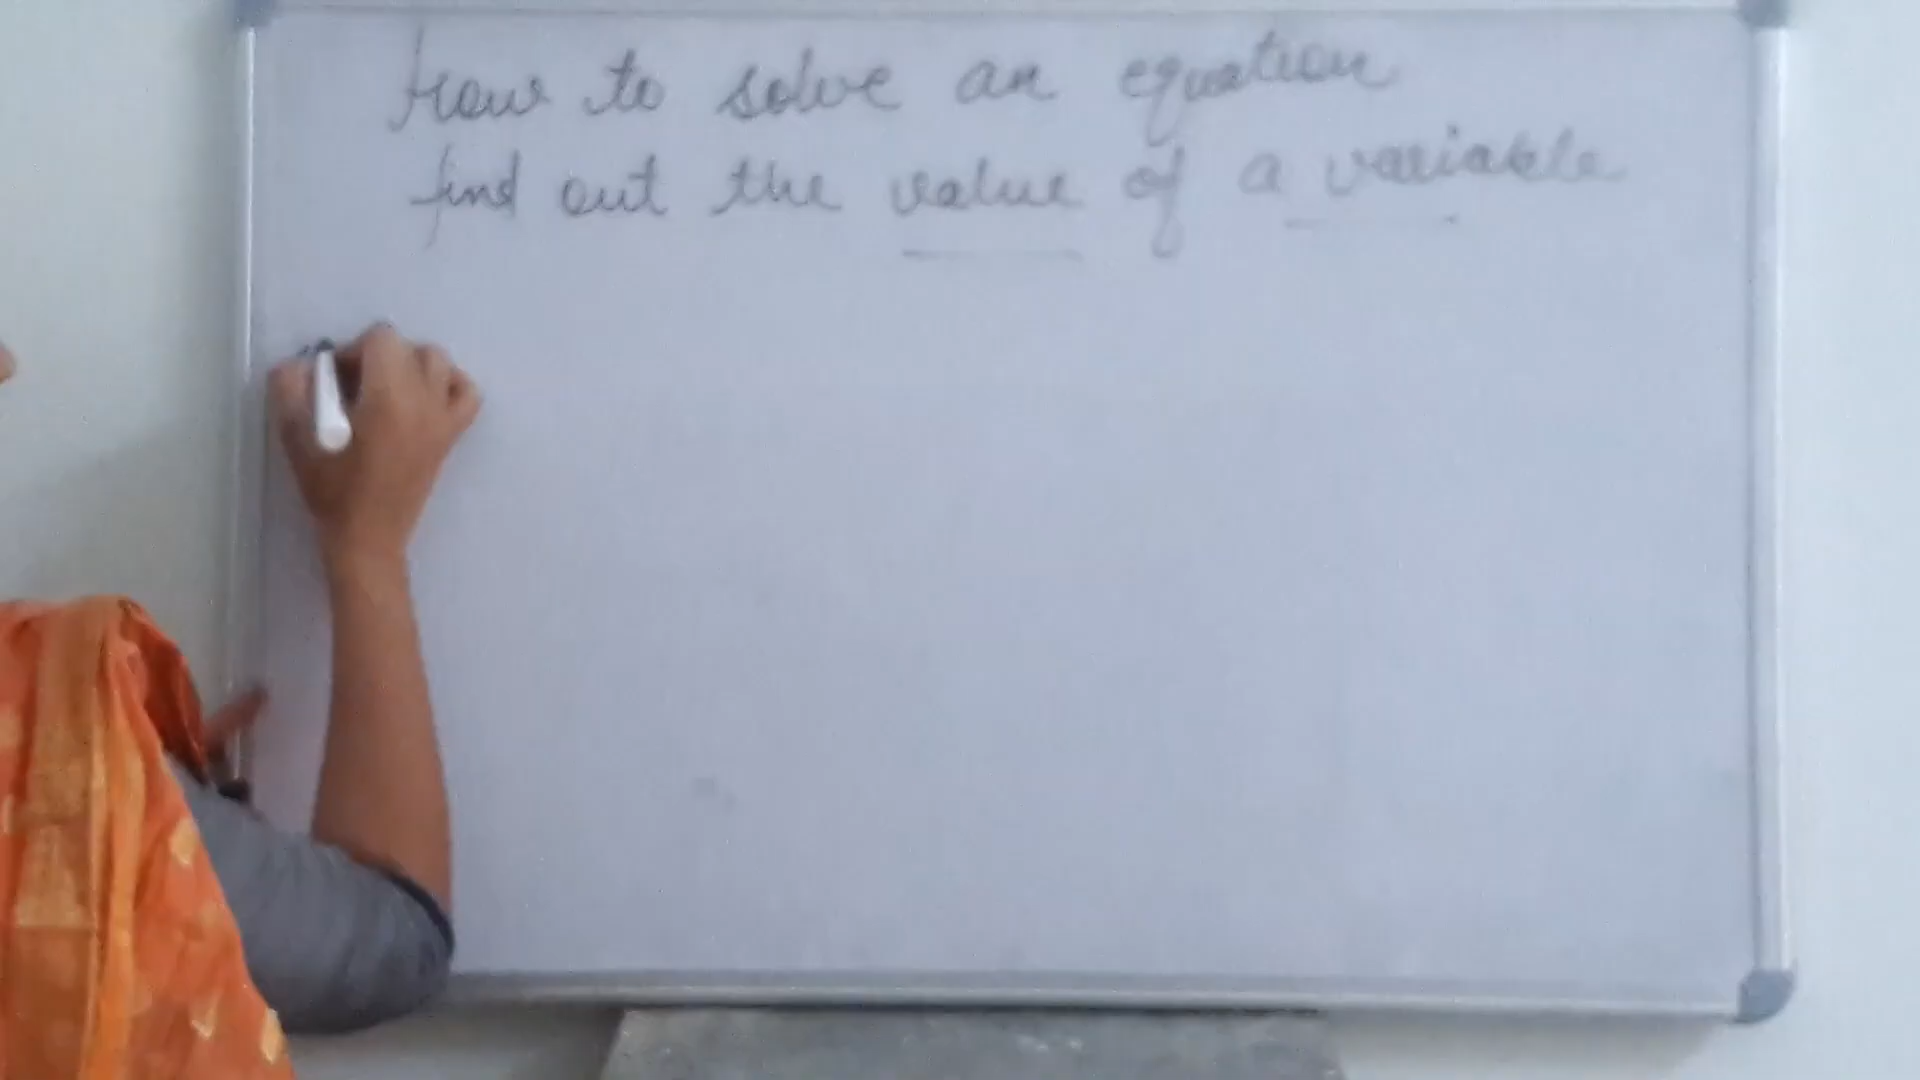 How to solve an equation
find out the value of a variable